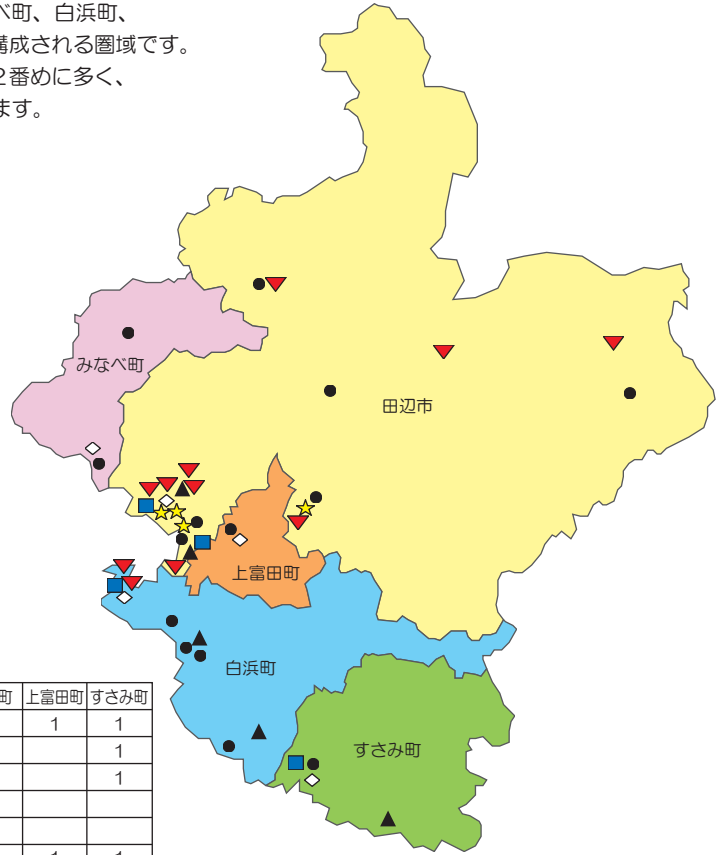 べ町、白浜町、
構成される圏域です。
2番めに多く、
ます。
みなべ町
田辺市
上富田町
白浜町
すさみ町
町 上富田町 すさみ町
1 1
1
1
1 1